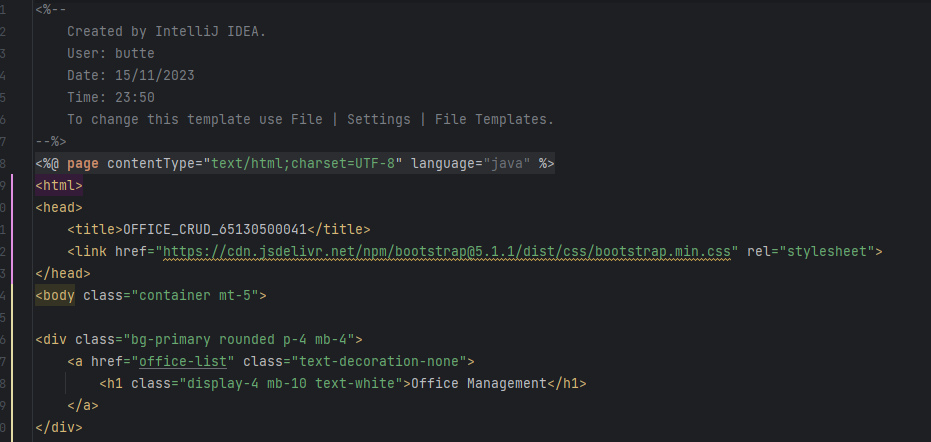 1 <%--
2 Created by IntelliJ IDEA.
3 User: butte
4 Date: 15/11/2023
5 Time: 23:50
6 To change this template use File | Settings | File Templates.
7 --%>
8 <%@ page contentType="text/html;charset=UTF-8" language="java" %>
9 <html>
0 <head>
1 <title>OFFICE_CRUD_65130500041</title>
2 <link href="https://cdn.jsdelivr.net/npm/bootstrap@5.1.1/dist/css/bootstrap.min.css" rel="stylesheet">
3 </head>
4 <body class="container mt-5">
5
6 <div class="bg-primary rounded p-4 mb-4">
7 <a href="office-list" class="text-decoration-none">
8 <h1 class="display-4 mb-10 text-white">Office Management</h1>
9 </a>
0 </div>